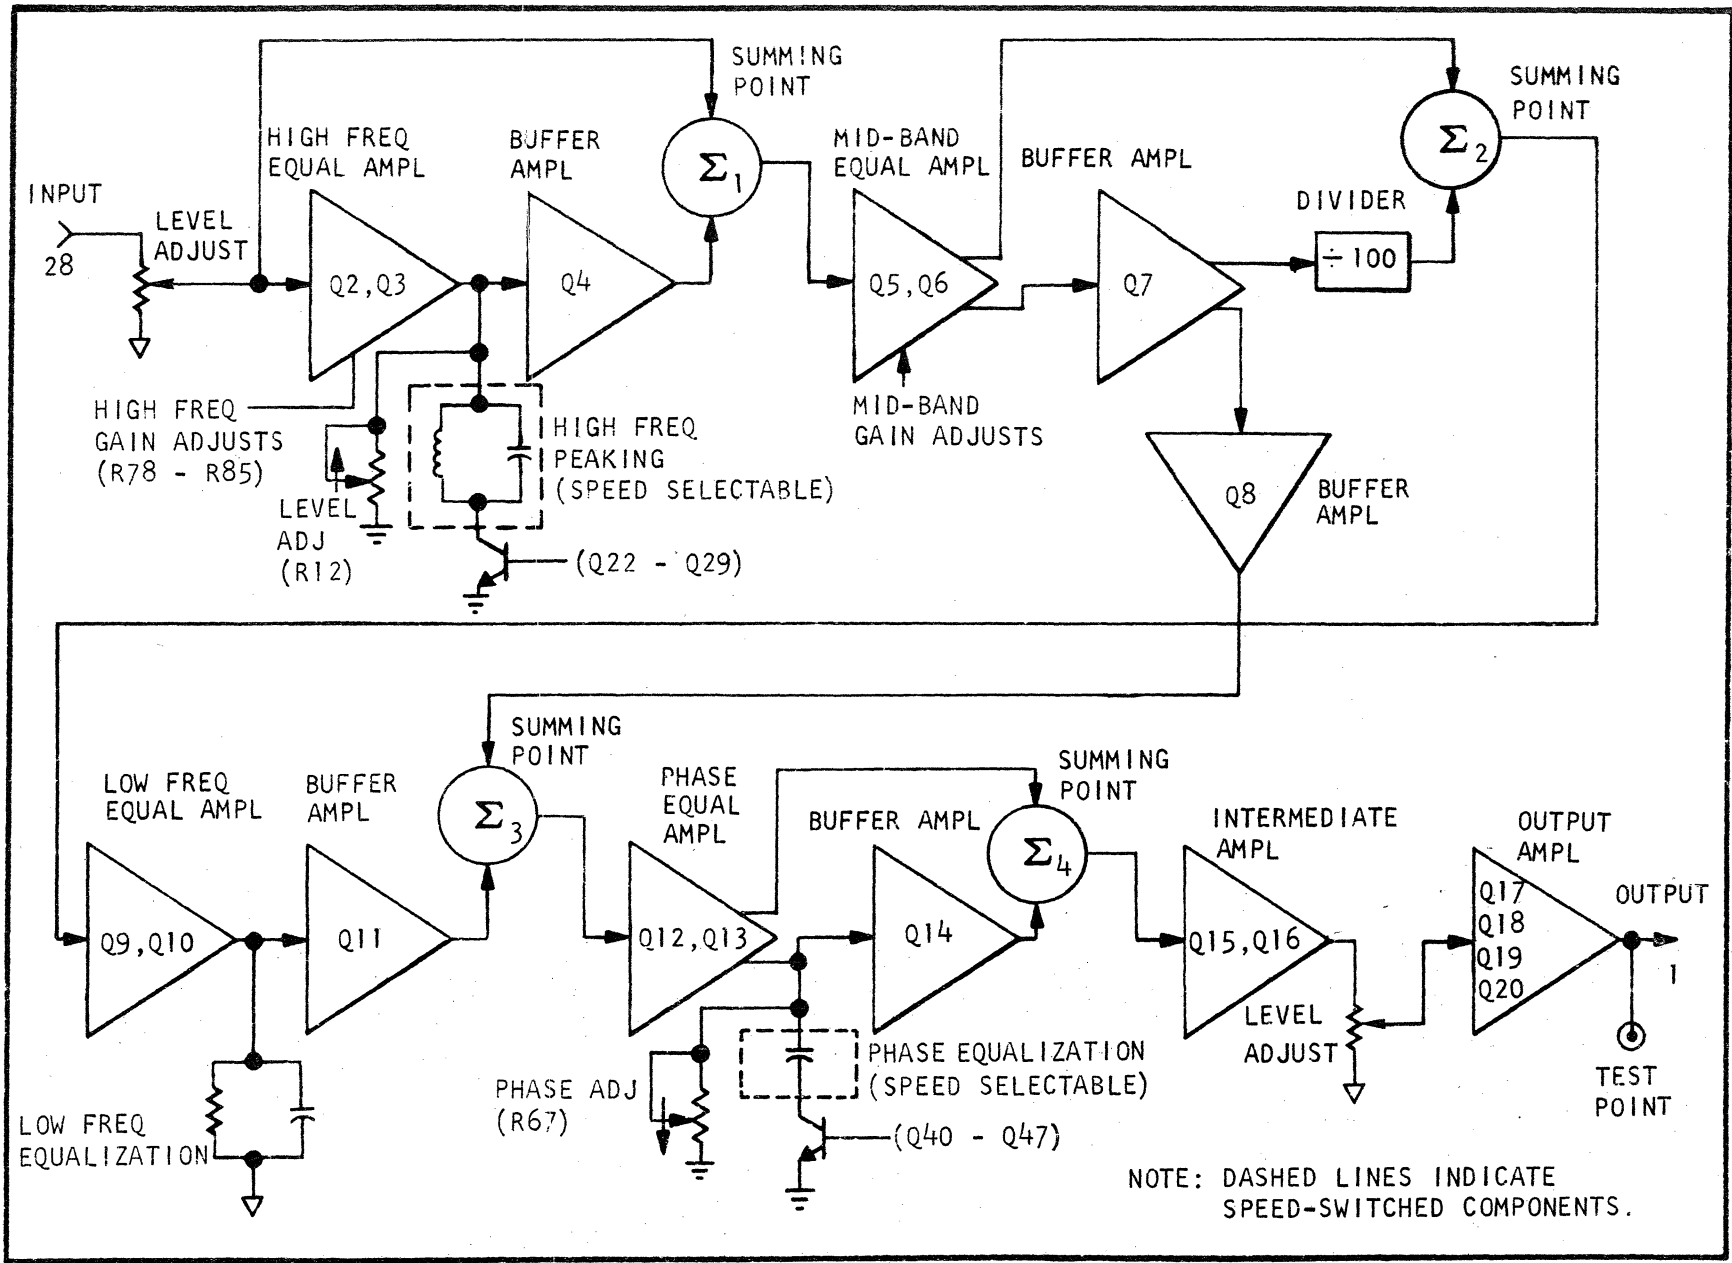 INPUT
28
LEVEL
ADJUST
HIGH FREQ
EQUAL AMPL
Q2,Q3
BUFFER
AMPL
Q4
SUMMING
POINT
Σ1
MID-BAND
EQUAL AMPL
Q5,Q6
BUFFER AMPL
Q7
DIVIDER
÷100
SUMMING
POINT
Σ2
HIGH FREQ
GAIN ADJUSTS
(R78 - R85)
LEVEL
ADJ
(R12)
HIGH FREQ
PEAKING
(SPEED SELECTABLE)
(Q22 - Q29)
MID-BAND
GAIN ADJUSTS
Q8
BUFFER
AMPL
LOW FREQ
EQUAL AMPL
Q9,Q10
BUFFER
AMPL
Q11
SUMMING
POINT
Σ3
PHASE
EQUAL
AMPL
Q12,Q13
BUFFER AMPL
Q14
SUMMING
POINT
Σ4
INTERMEDIATE
AMPL
Q15,Q16
OUTPUT
AMPL
Q17
Q18
Q19
Q20
OUTPUT
1
LEVEL
ADJUST
TEST
POINT
LOW FREQ
EQUALIZATION
PHASE ADJ
(R67)
PHASE EQUALIZATION
(SPEED SELECTABLE)
(Q40 - Q47)
NOTE: DASHED LINES INDICATE
SPEED-SWITCHED COMPONENTS.